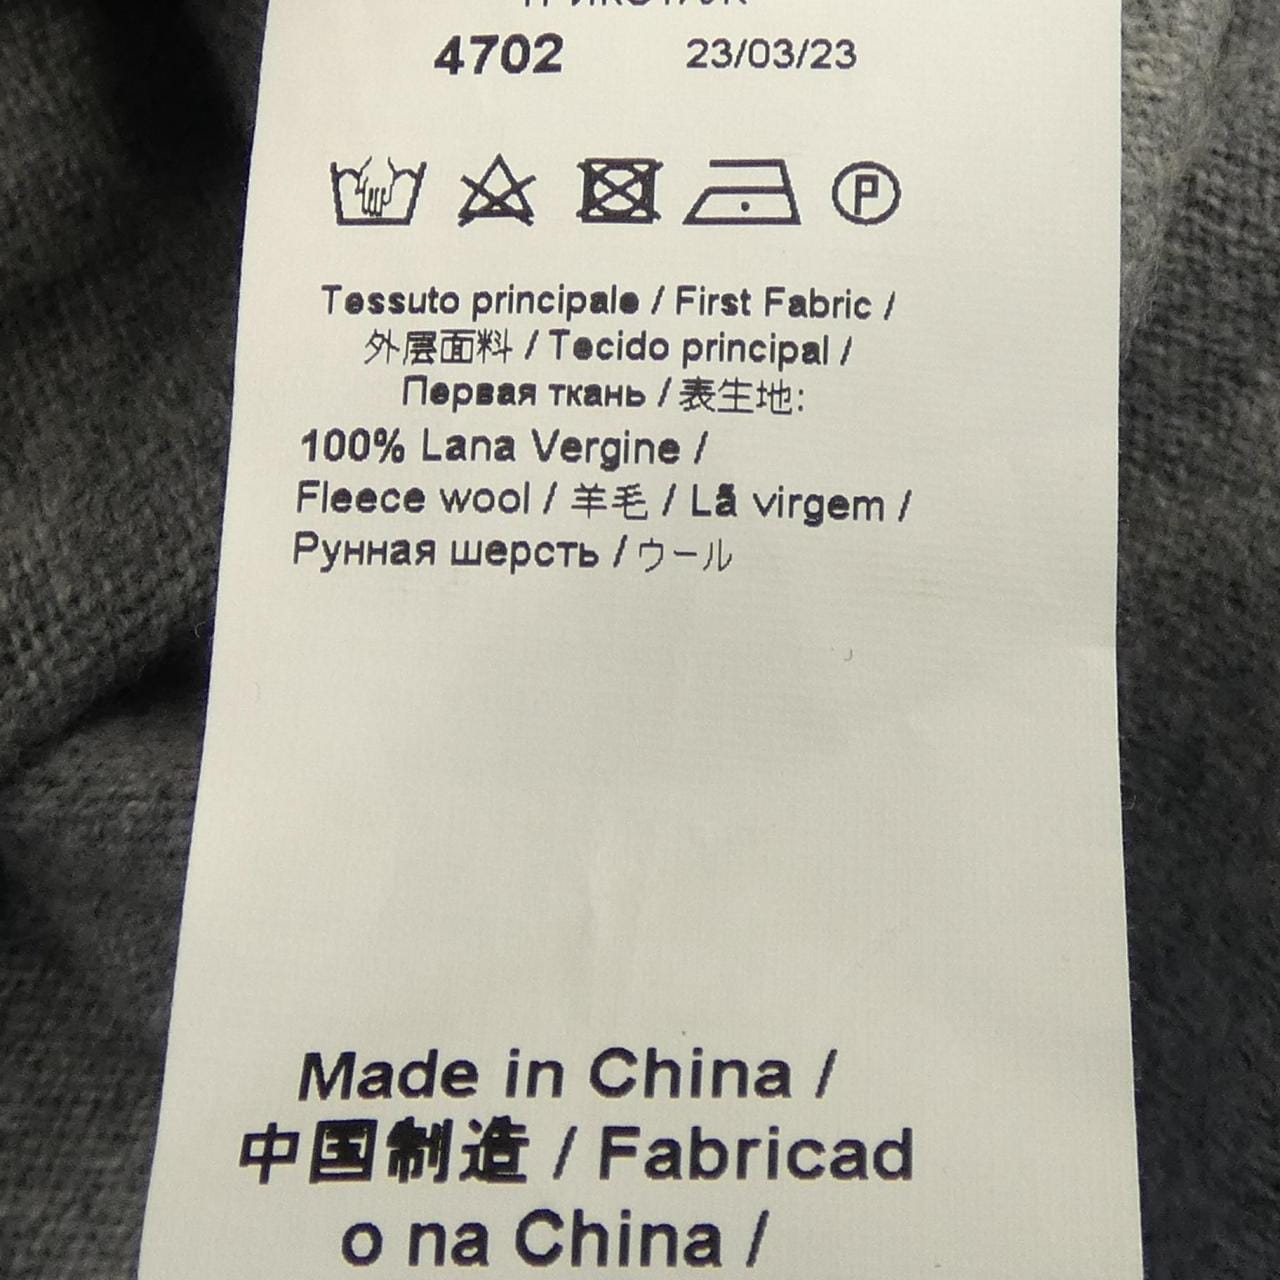 ТРИКОТАЖ
4702 23/03/23
P
Tessuto principale / First Fabric /
外层面料 / Tecido principal /
Первая ткань / 表生地:
100% Lana Vergine /
Fleece wool / 羊毛 / Lã virgem /
Рунная шерсть / ウール
Made in China /
中国制造 / Fabricad
o na China /